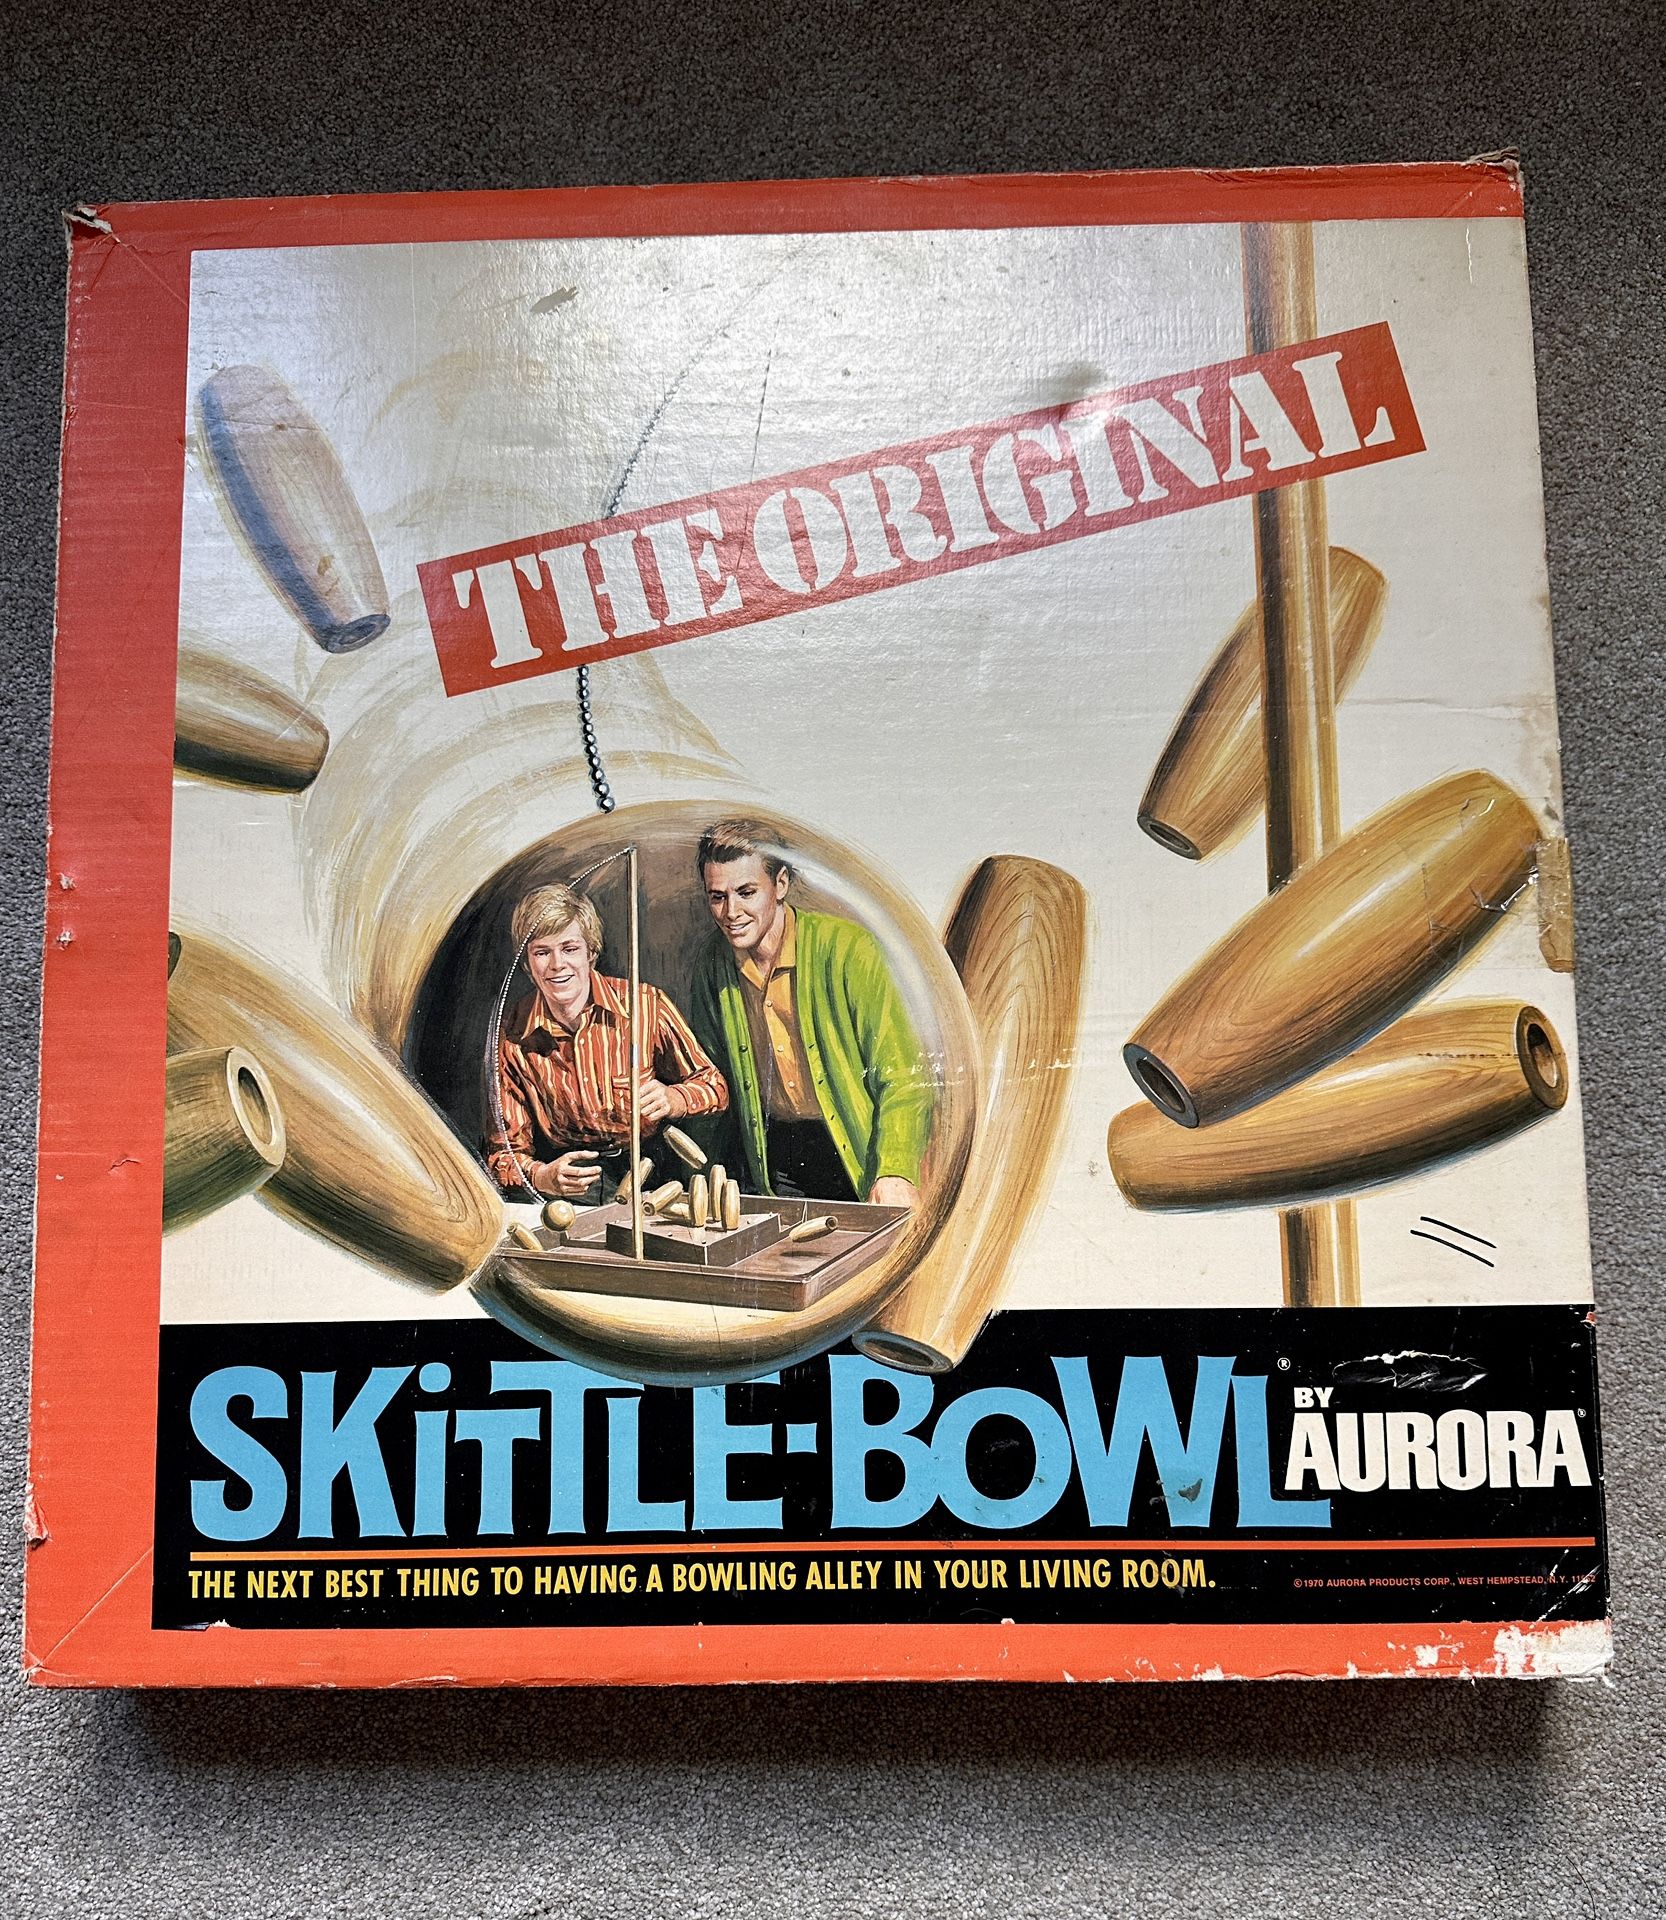 THE ORIGINAL
SKiTTLE-BOWL®
BY
AURORA®
THE NEXT BEST THING TO HAVING A BOWLING ALLEY IN YOUR LIVING ROOM.
©1970 AURORA PRODUCTS CORP., WEST HEMPSTEAD, N.Y.